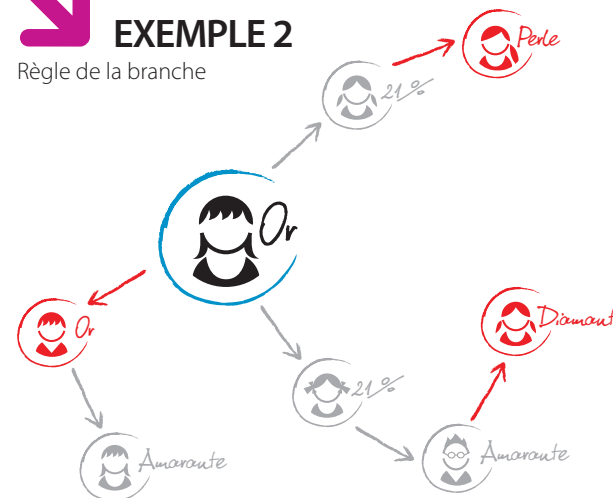 EXEMPLE 2
Règle de la branche
Perle
21%
Or
Or
Diamant
21%
Amarante
Amarante